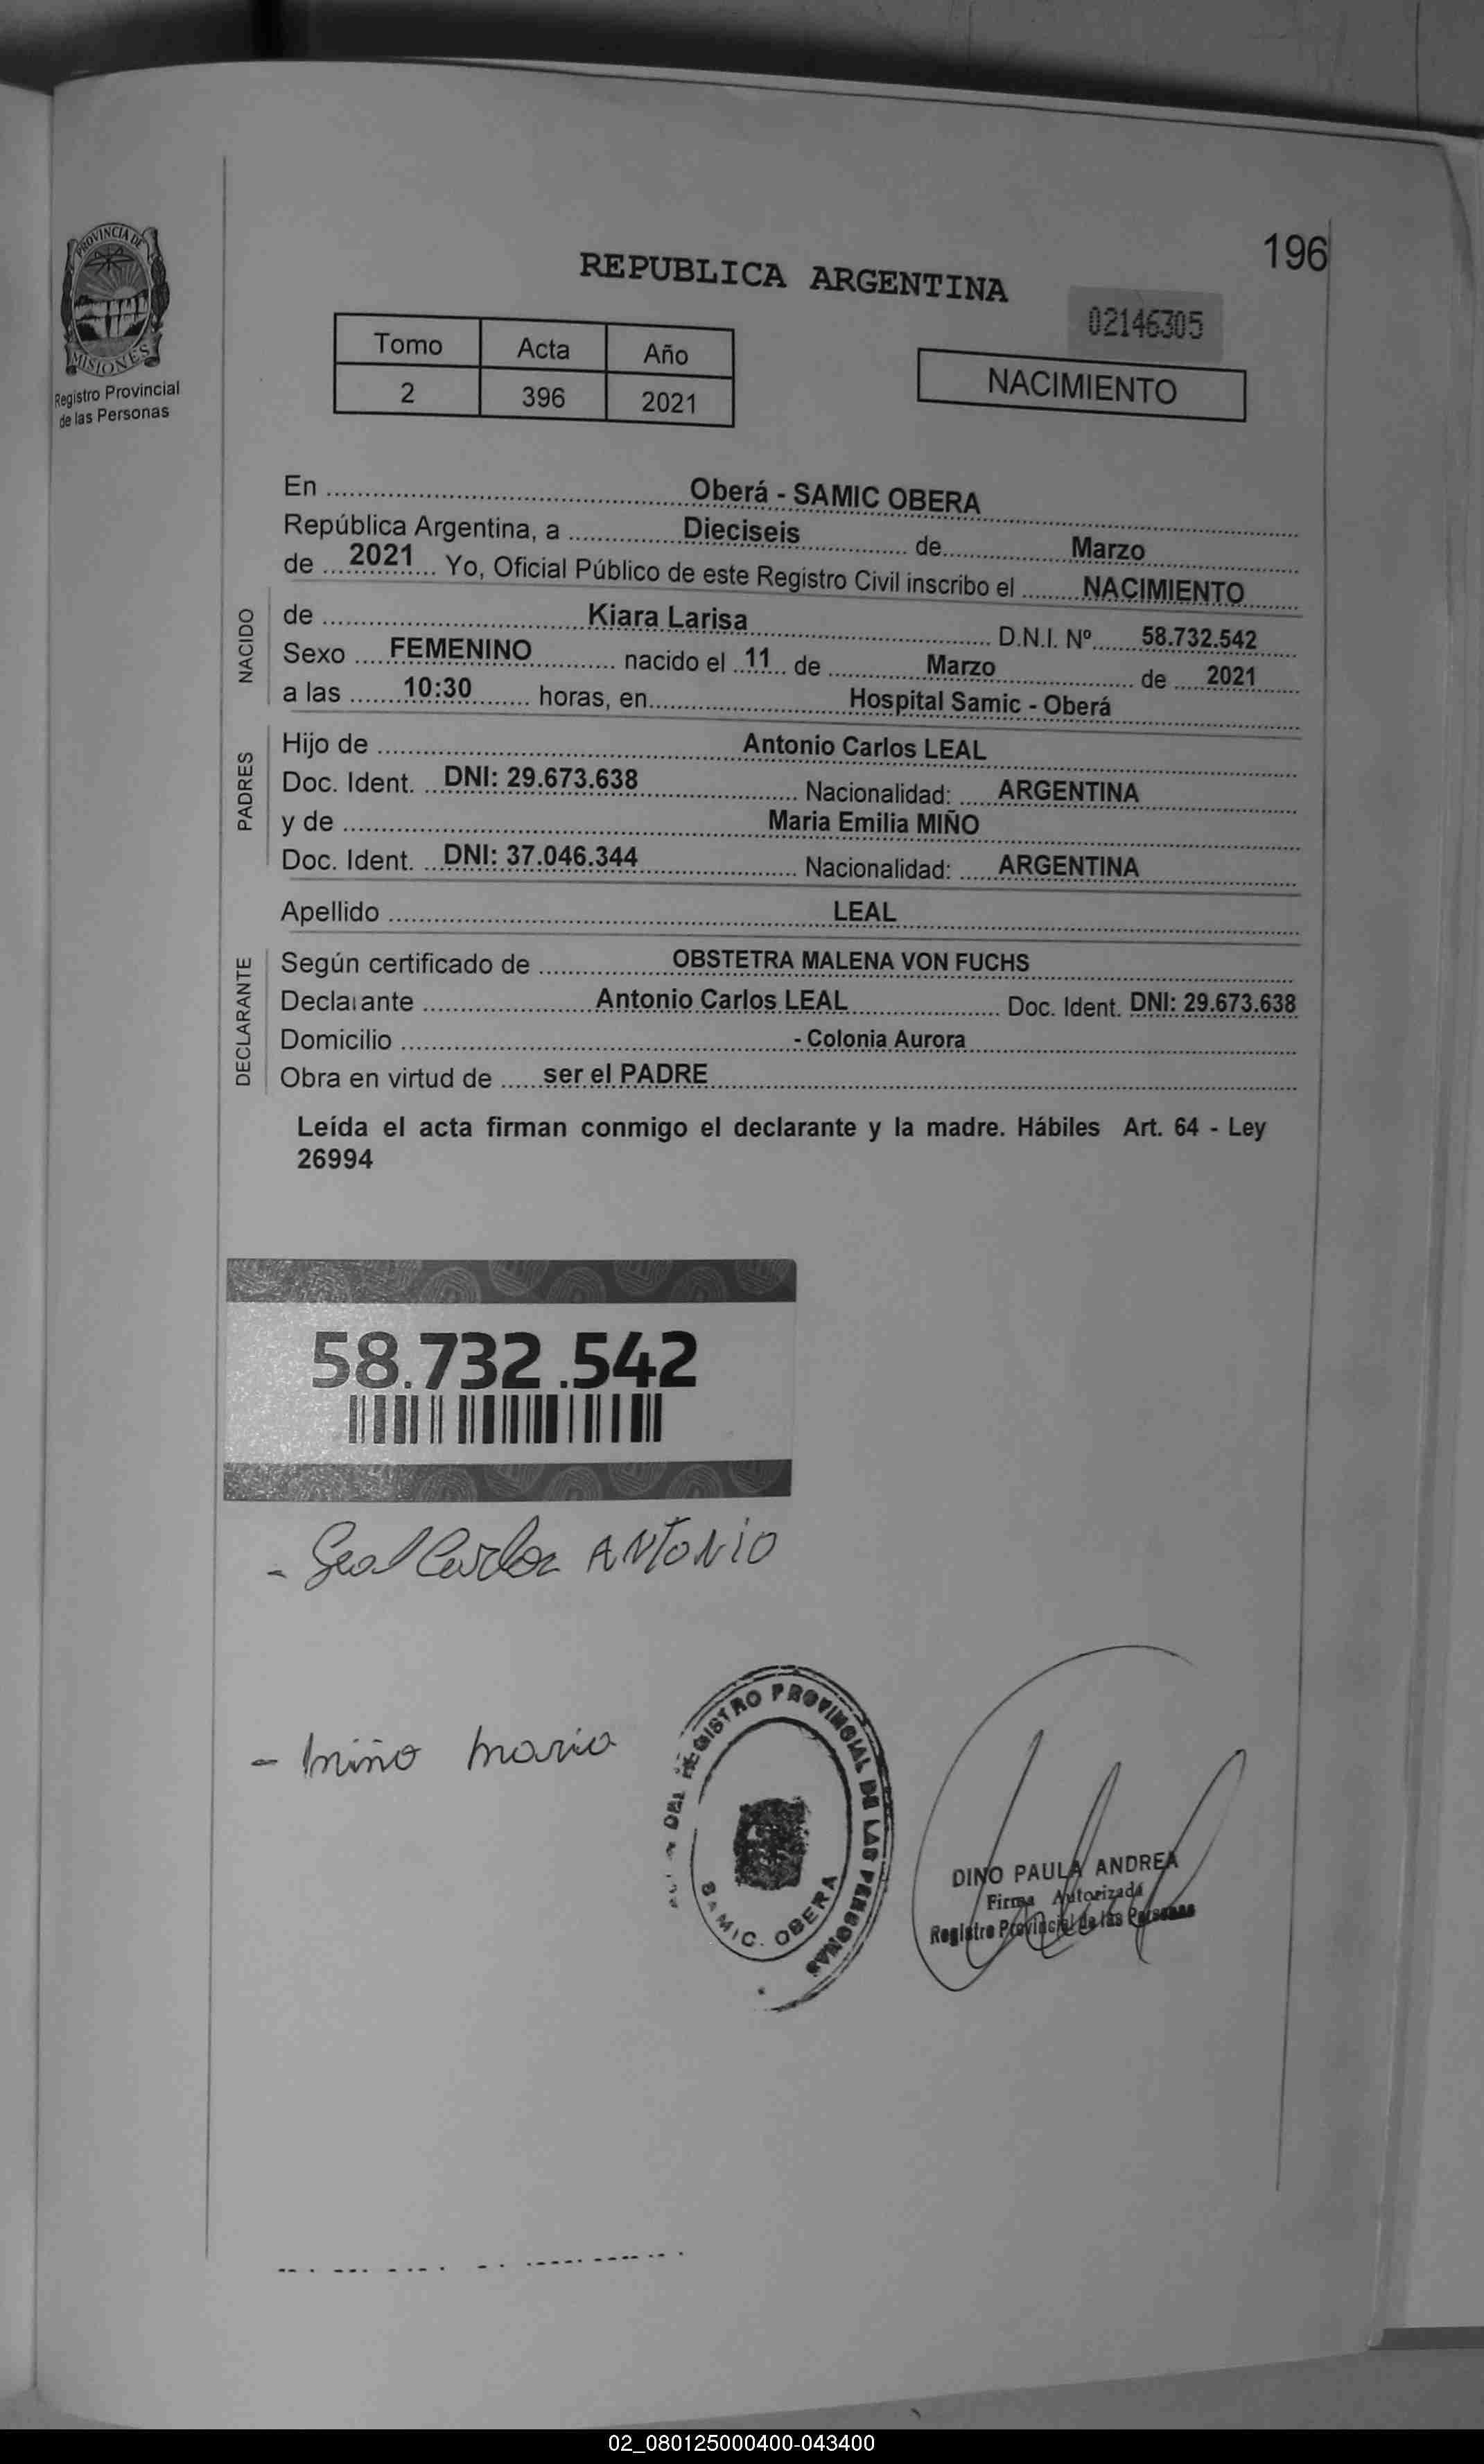 PROVINCIA DE
MISIONES
Registro Provincial
de las Personas
196
REPUBLICA ARGENTINA
02146305
Tomo Acta Año
2 396 2021
NACIMIENTO
En Oberá - SAMIC OBERA
República Argentina, a Dieciseis de Marzo
de 2021 Yo, Oficial Público de este Registro Civil inscribo el NACIMIENTO
NACIDO
de Kiara Larisa D.N.I. Nº 58.732.542
Sexo FEMENINO nacido el 11 de Marzo de 2021
a las 10:30 horas, en Hospital Samic - Oberá
PADRES
Hijo de Antonio Carlos LEAL
Doc. Ident. DNI: 29.673.638 Nacionalidad: ARGENTINA
y de Maria Emilia MIÑO
Doc. Ident. DNI: 37.046.344 Nacionalidad: ARGENTINA
Apellido LEAL
DECLARANTE
Según certificado de OBSTETRA MALENA VON FUCHS
Declarante Antonio Carlos LEAL Doc. Ident. DNI: 29.673.638
Domicilio - Colonia Aurora
Obra en virtud de ser el PADRE
Leída el acta firman conmigo el declarante y la madre. Hábiles Art. 64 - Ley
26994
58.732.542
- Leal Carlos ANTONIO
- Miño Maria
DEL REGISTRO PROVINCIAL DE LAS PERSONAS
SAMIC. OBERA
DINO PAULA ANDREA
Firma Autorizada
Registro Provincial de las Personas
02_080125000400-043400